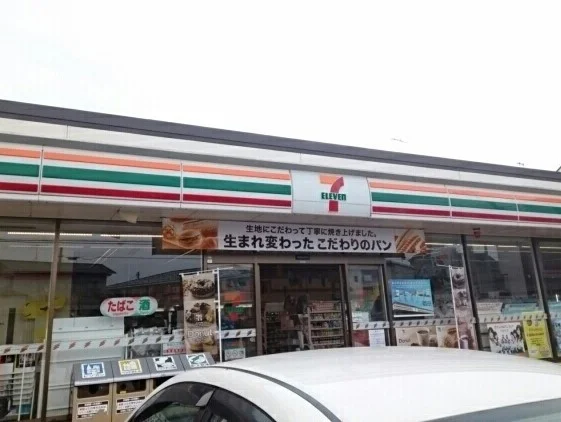 7
ELEVEN
生地にこだわって丁寧に焼き上げました。
生まれ変わったこだわりのパン
たばこ 酒